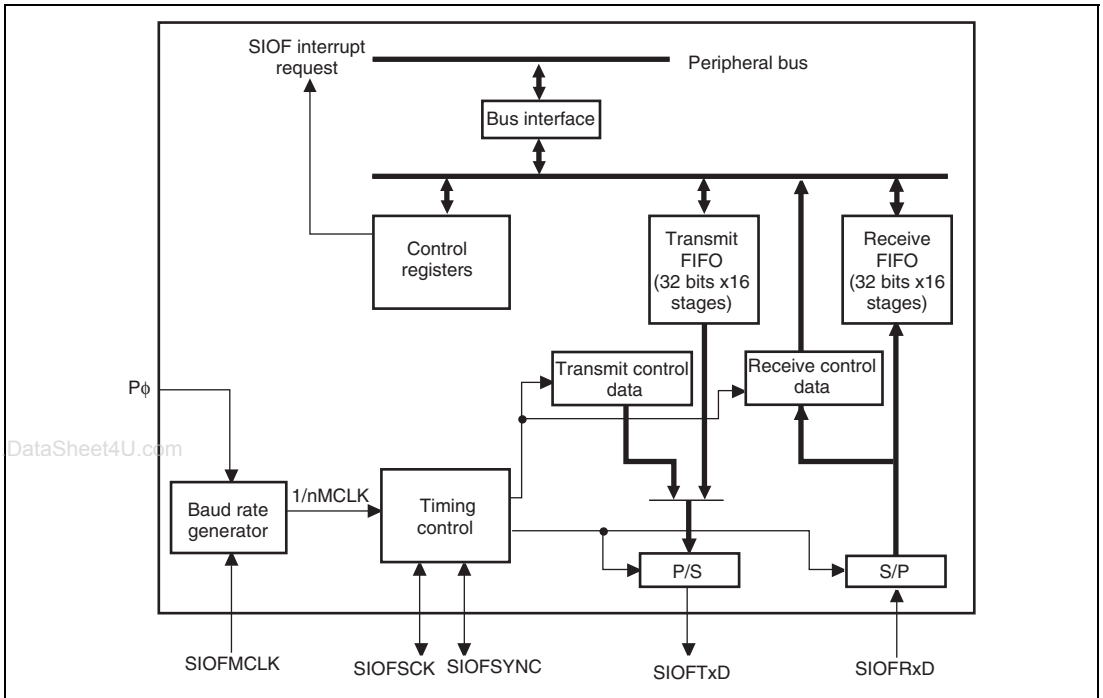 SIOF interrupt
request
Peripheral bus
Bus interface
Control
registers
Transmit
FIFO
(32 bits x16
stages)
Receive
FIFO
(32 bits x16
stages)
Transmit control
data
Receive control
data
Pϕ
DataSheet4U.com
Baud rate
generator
1/nMCLK
Timing
control
P/S
S/P
SIOFMCLK
SIOFSCK
SIOFSYNC
SIOFTxD
SIOFRxD